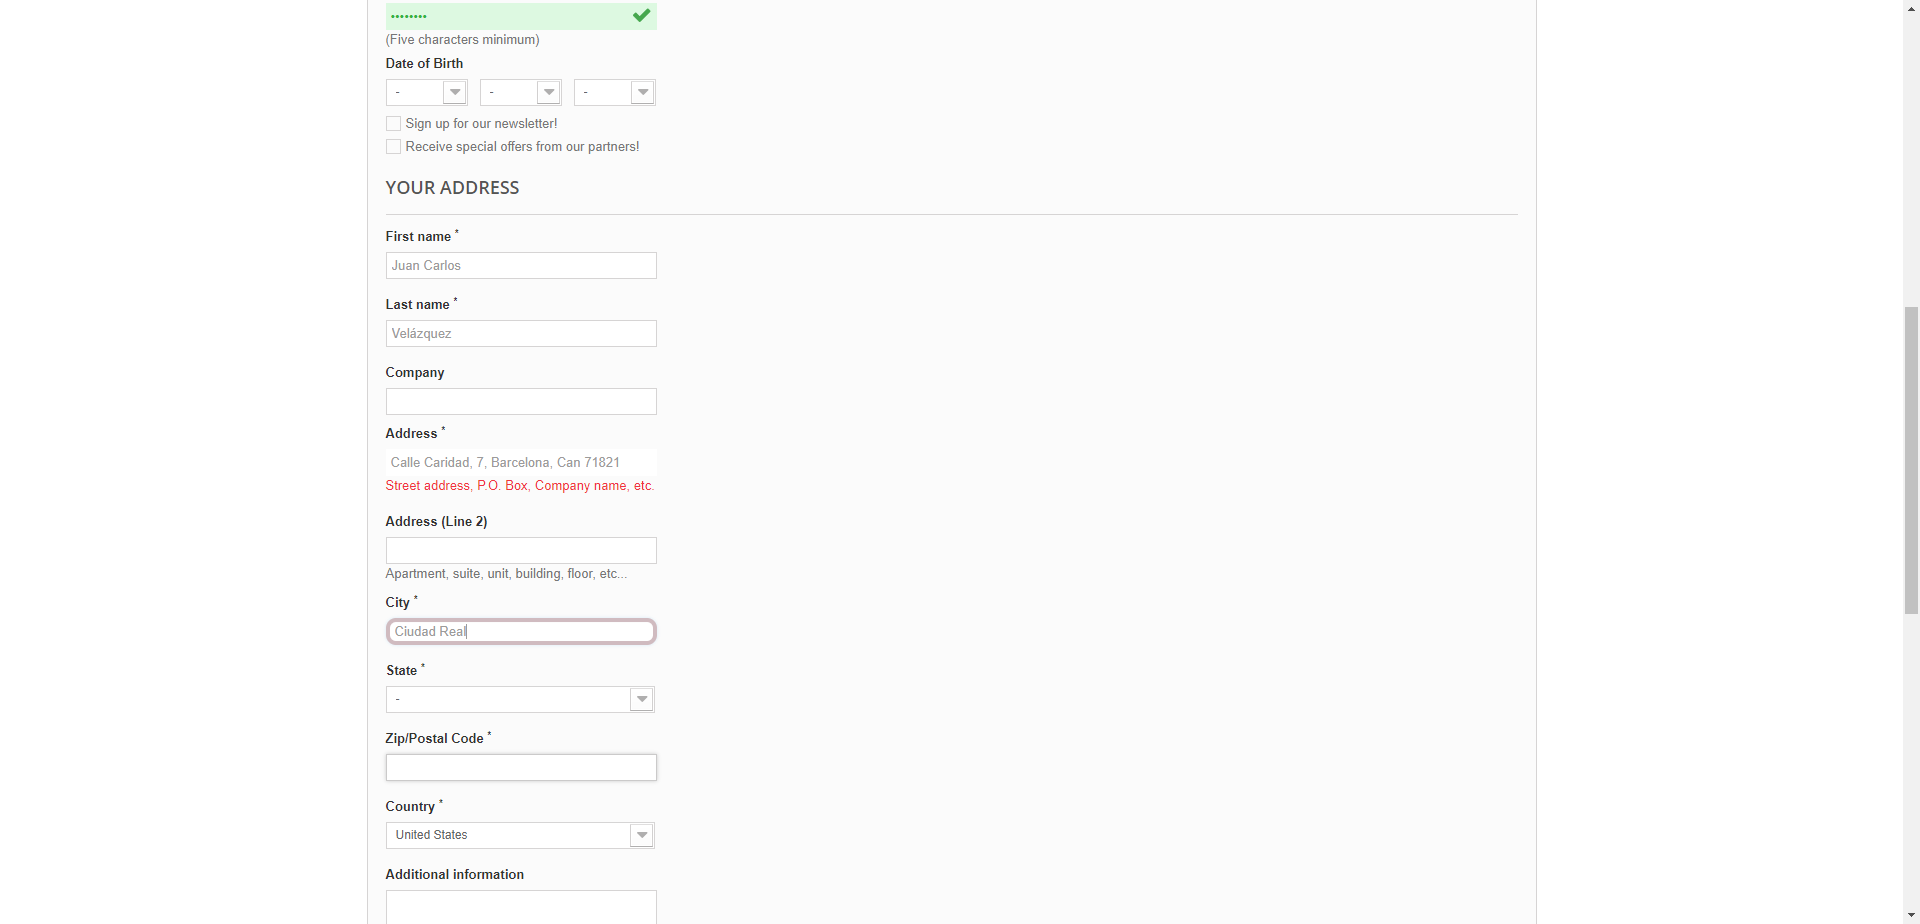 ••••••••
(Five characters minimum)
Date of Birth
- - -
Sign up for our newsletter!
Receive special offers from our partners!
YOUR ADDRESS
First name *
Juan Carlos
Last name *
Velázquez
Company
Address *
Calle Caridad, 7, Barcelona, Can 71821
Street address, P.O. Box, Company name, etc.
Address (Line 2)
Apartment, suite, unit, building, floor, etc...
City *
Ciudad Real
State *
-
Zip/Postal Code *
Country *
United States
Additional information